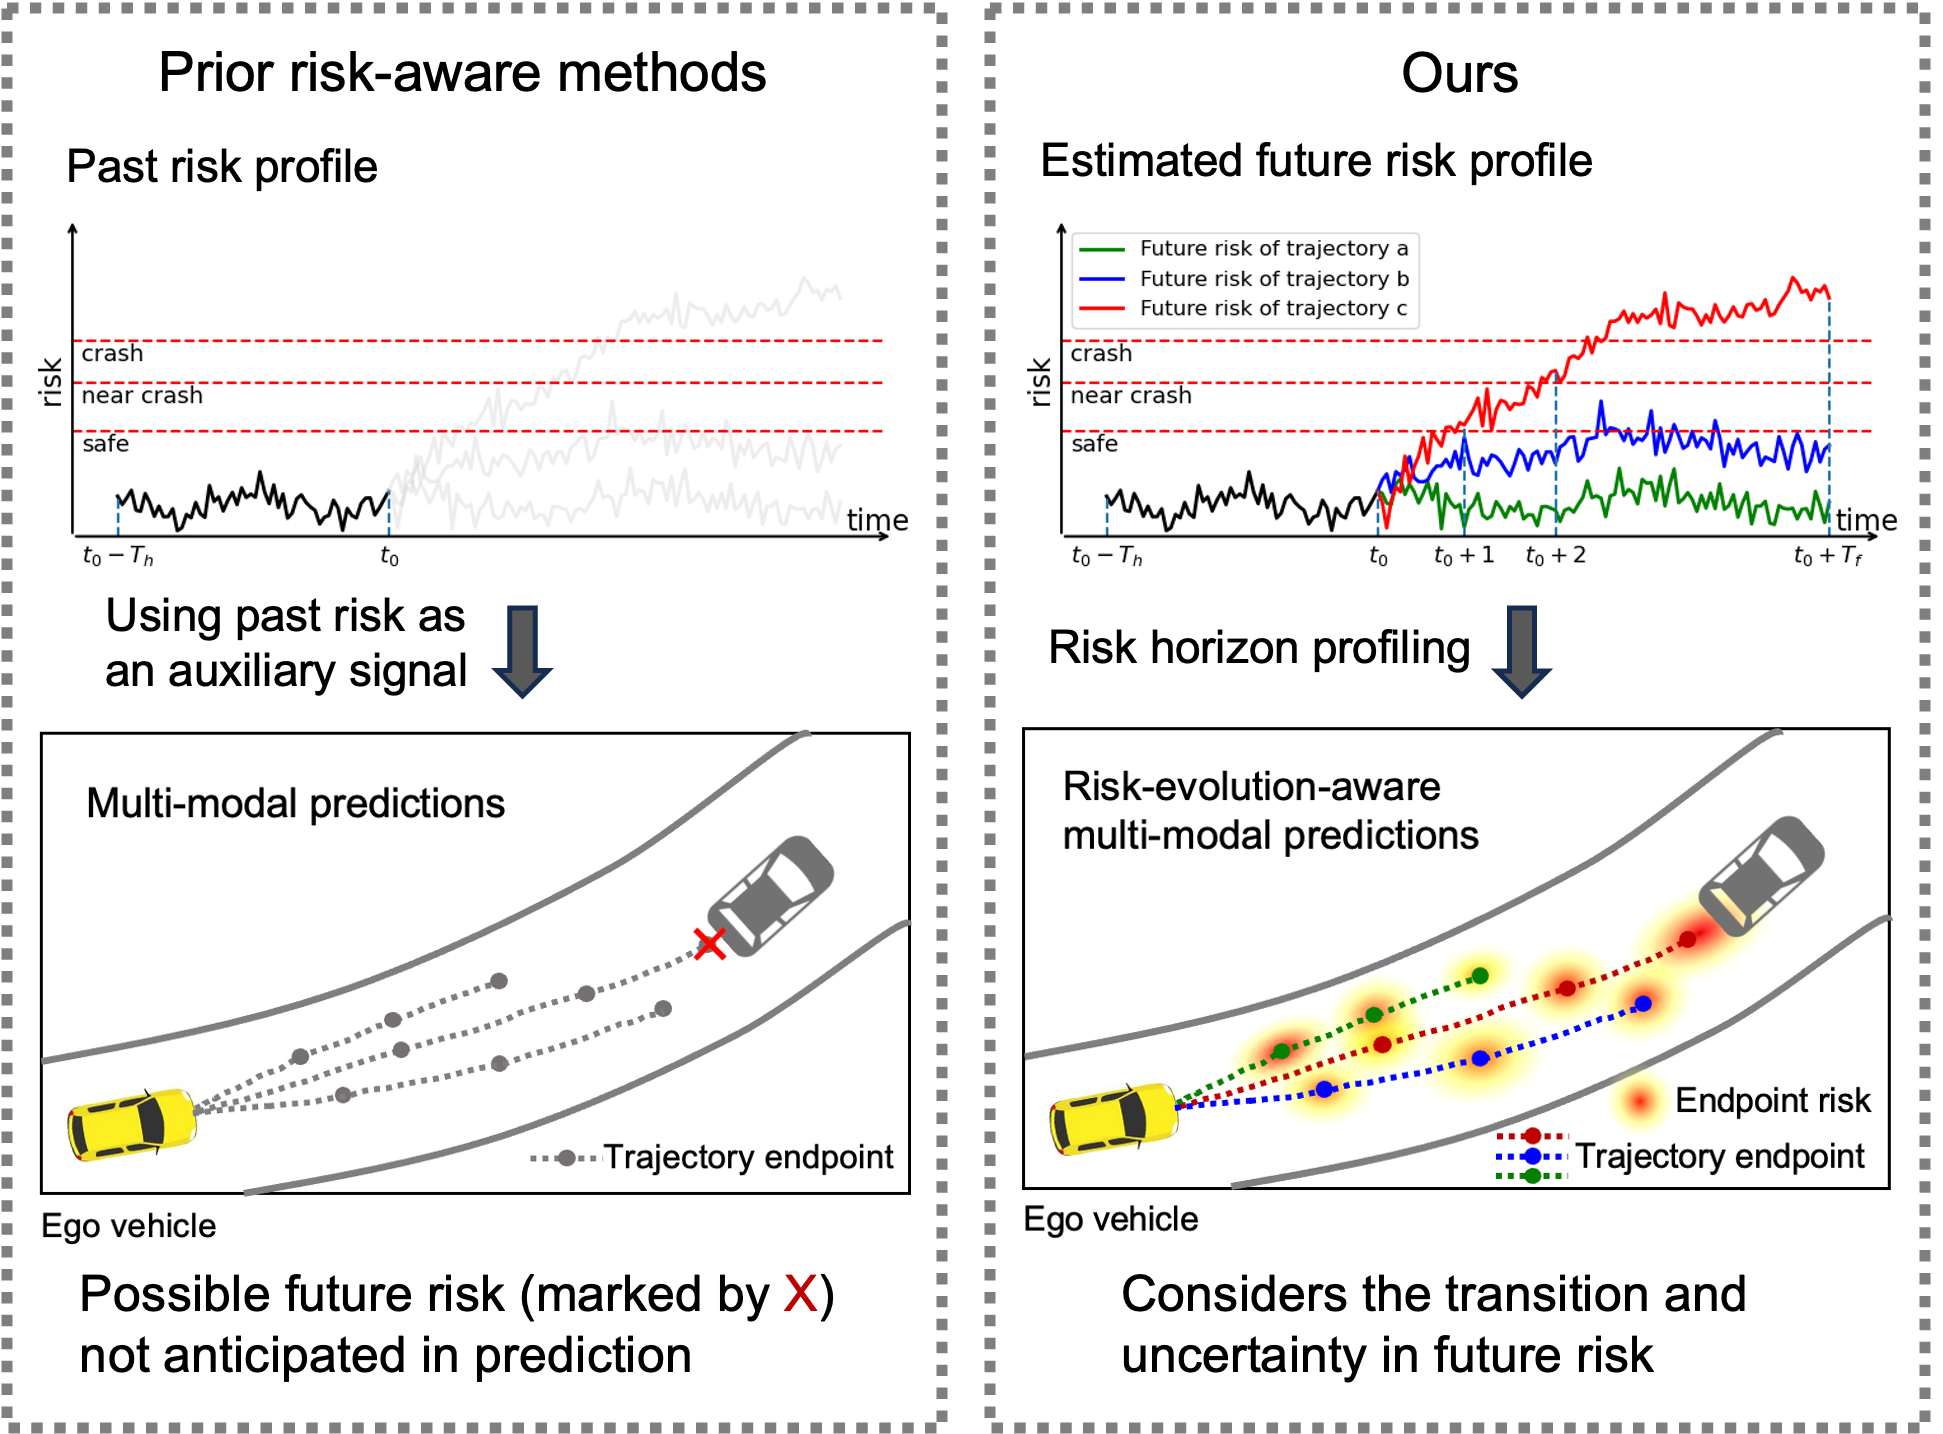 Prior risk-aware methods
Past risk profile
crash
near crash
safe
risk
time
t₀ − Tₕ
t₀
Using past risk as
an auxiliary signal
Multi-modal predictions
Trajectory endpoint
Ego vehicle
Possible future risk (marked by X)
not anticipated in prediction
Ours
Estimated future risk profile
Future risk of trajectory a
Future risk of trajectory b
Future risk of trajectory c
crash
near crash
safe
risk
time
t₀ − Tₕ
t₀
t₀ + 1
t₀ + 2
t₀ + T_f
Risk horizon profiling
Risk-evolution-aware
multi-modal predictions
Endpoint risk
Trajectory endpoint
Ego vehicle
Considers the transition and
uncertainty in future risk